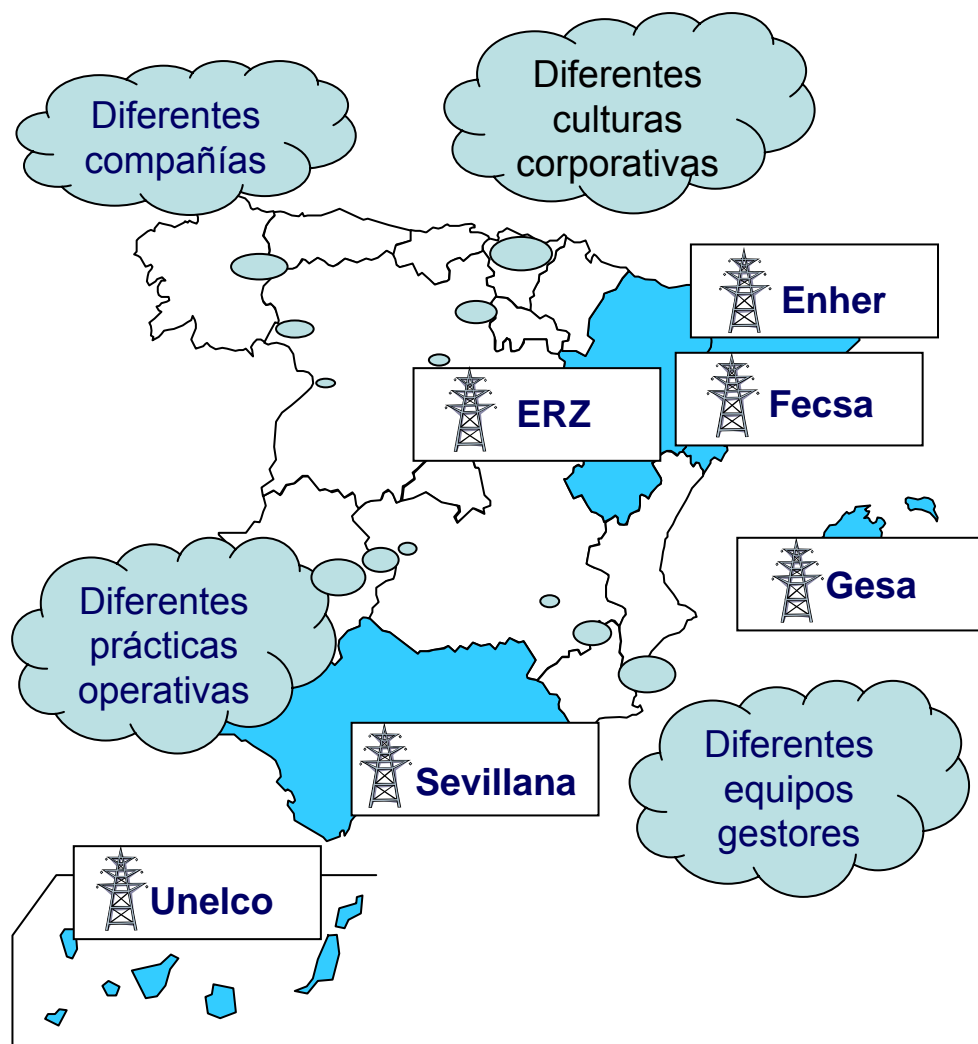 Diferentes
compañías
Diferentes
culturas
corporativas
Enher
ERZ
Fecsa
Gesa
Diferentes
prácticas
operativas
Sevillana
Diferentes
equipos
gestores
Unelco